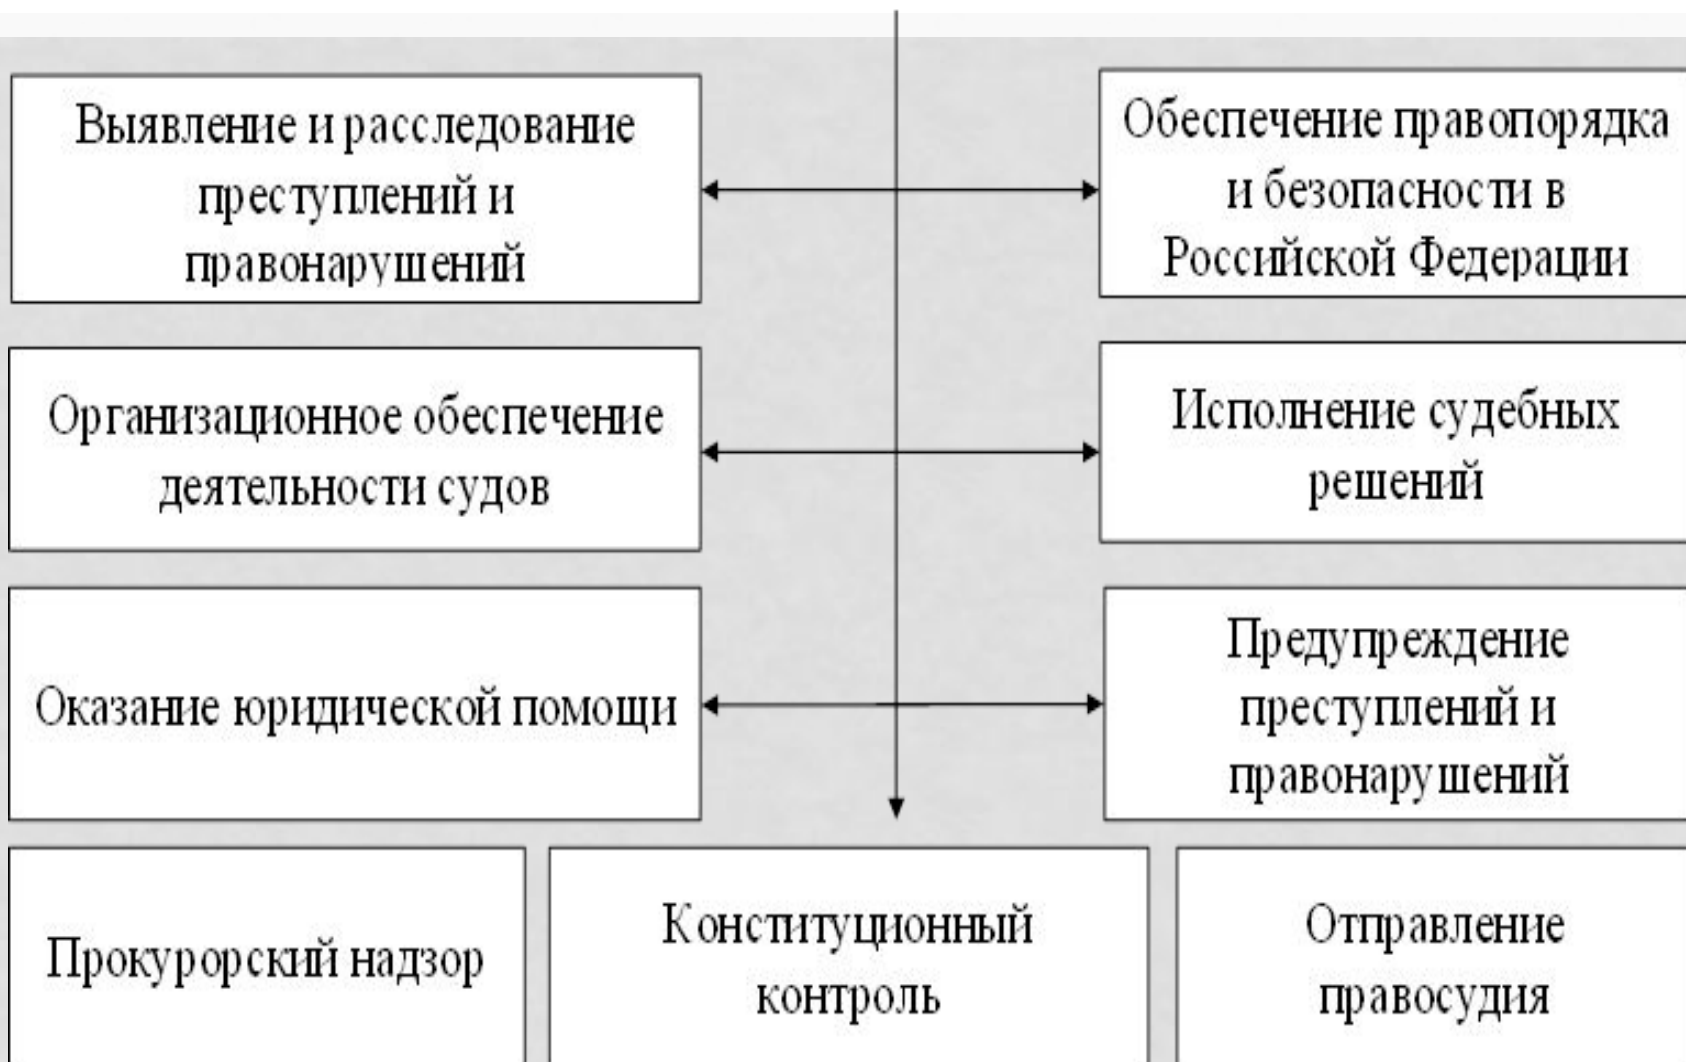 Выявление и расследование
преступлений и
правонарушений
Обеспечение правопорядка
и безопасности в
Российской Федерации
Организационное обеспечение
деятельности судов
Исполнение судебных
решений
Оказание юридической помощи
Предупреждение
преступлений и
правонарушений
Прокурорский надзор
Конституционный
контроль
Отправление
правосудия